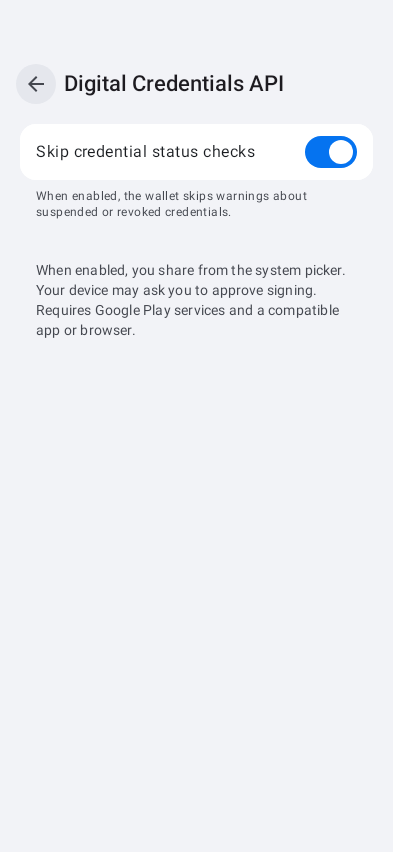 Digital Credentials API
Skip credential status checks
When enabled, the wallet skips warnings about
suspended or revoked credentials.
When enabled, you share from the system picker.
Your device may ask you to approve signing.
Requires Google Play services and a compatible
app or browser.